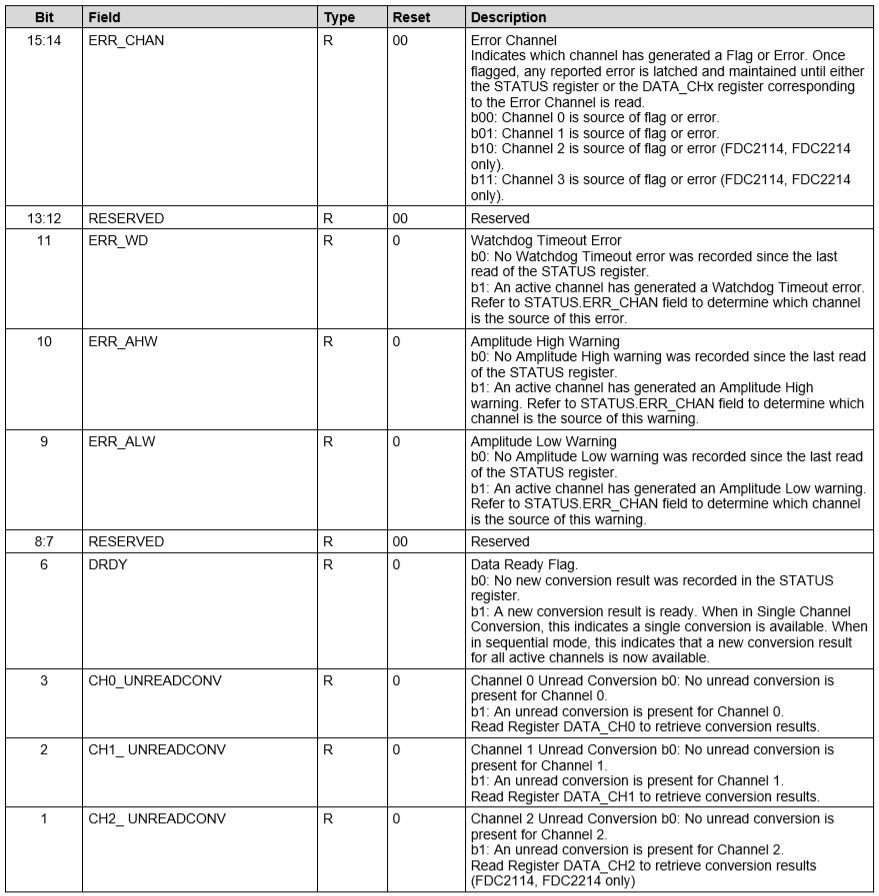 Bit Field Type Reset Description
15:14 ERR_CHAN R 00 Error Channel
Indicates which channel has generated a Flag or Error. Once
flagged, any reported error is latched and maintained until either
the STATUS register or the DATA_CHx register corresponding
to the Error Channel is read.
b00: Channel 0 is source of flag or error.
b01: Channel 1 is source of flag or error.
b10: Channel 2 is source of flag or error (FDC2114, FDC2214
only).
b11: Channel 3 is source of flag or error (FDC2114, FDC2214
only).
13:12 RESERVED R 00 Reserved
11 ERR_WD R 0 Watchdog Timeout Error
b0: No Watchdog Timeout error was recorded since the last
read of the STATUS register.
b1: An active channel has generated a Watchdog Timeout error.
Refer to STATUS.ERR_CHAN field to determine which channel
is the source of this error.
10 ERR_AHW R 0 Amplitude High Warning
b0: No Amplitude High warning was recorded since the last read
of the STATUS register.
b1: An active channel has generated an Amplitude High
warning. Refer to STATUS.ERR_CHAN field to determine which
channel is the source of this warning.
9 ERR_ALW R 0 Amplitude Low Warning
b0: No Amplitude Low warning was recorded since the last read
of the STATUS register.
b1: An active channel has generated an Amplitude Low warning.
Refer to STATUS.ERR_CHAN field to determine which channel
is the source of this warning.
8:7 RESERVED R 00 Reserved
6 DRDY R 0 Data Ready Flag.
b0: No new conversion result was recorded in the STATUS
register.
b1: A new conversion result is ready. When in Single Channel
Conversion, this indicates a single conversion is available. When
in sequential mode, this indicates that a new conversion result
for all active channels is now available.
3 CH0_UNREADCONV R 0 Channel 0 Unread Conversion b0: No unread conversion is
present for Channel 0.
b1: An unread conversion is present for Channel 0.
Read Register DATA_CH0 to retrieve conversion results.
2 CH1_ UNREADCONV R 0 Channel 1 Unread Conversion b0: No unread conversion is
present for Channel 1.
b1: An unread conversion is present for Channel 1.
Read Register DATA_CH1 to retrieve conversion results.
1 CH2_ UNREADCONV R 0 Channel 2 Unread Conversion b0: No unread conversion is
present for Channel 2.
b1: An unread conversion is present for Channel 2.
Read Register DATA_CH2 to retrieve conversion results
(FDC2114, FDC2214 only)